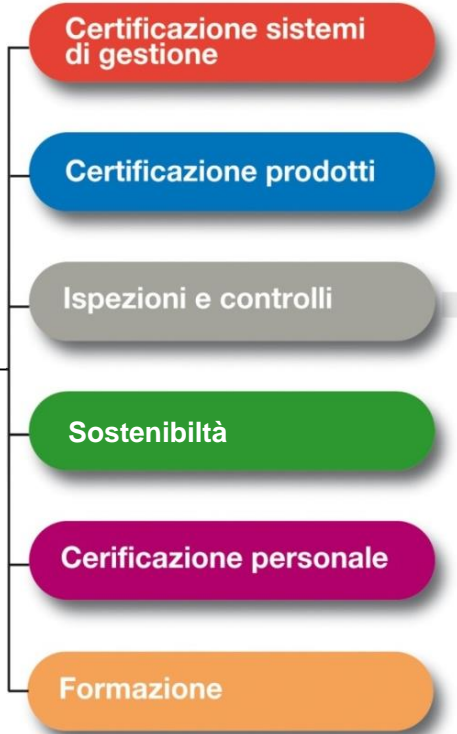 Certificazione sistemi
di gestione
Certificazione prodotti
Ispezioni e controlli
Sostenibiltà
Cerificazione personale
Formazione